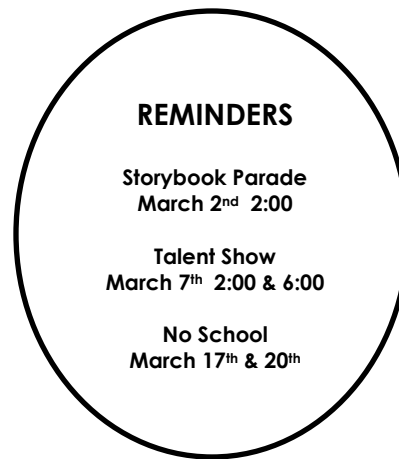 REMINDERS
Storybook Parade
March 2nd 2:00
Talent Show
March 7th 2:00 & 6:00
No School
March 17th & 20th